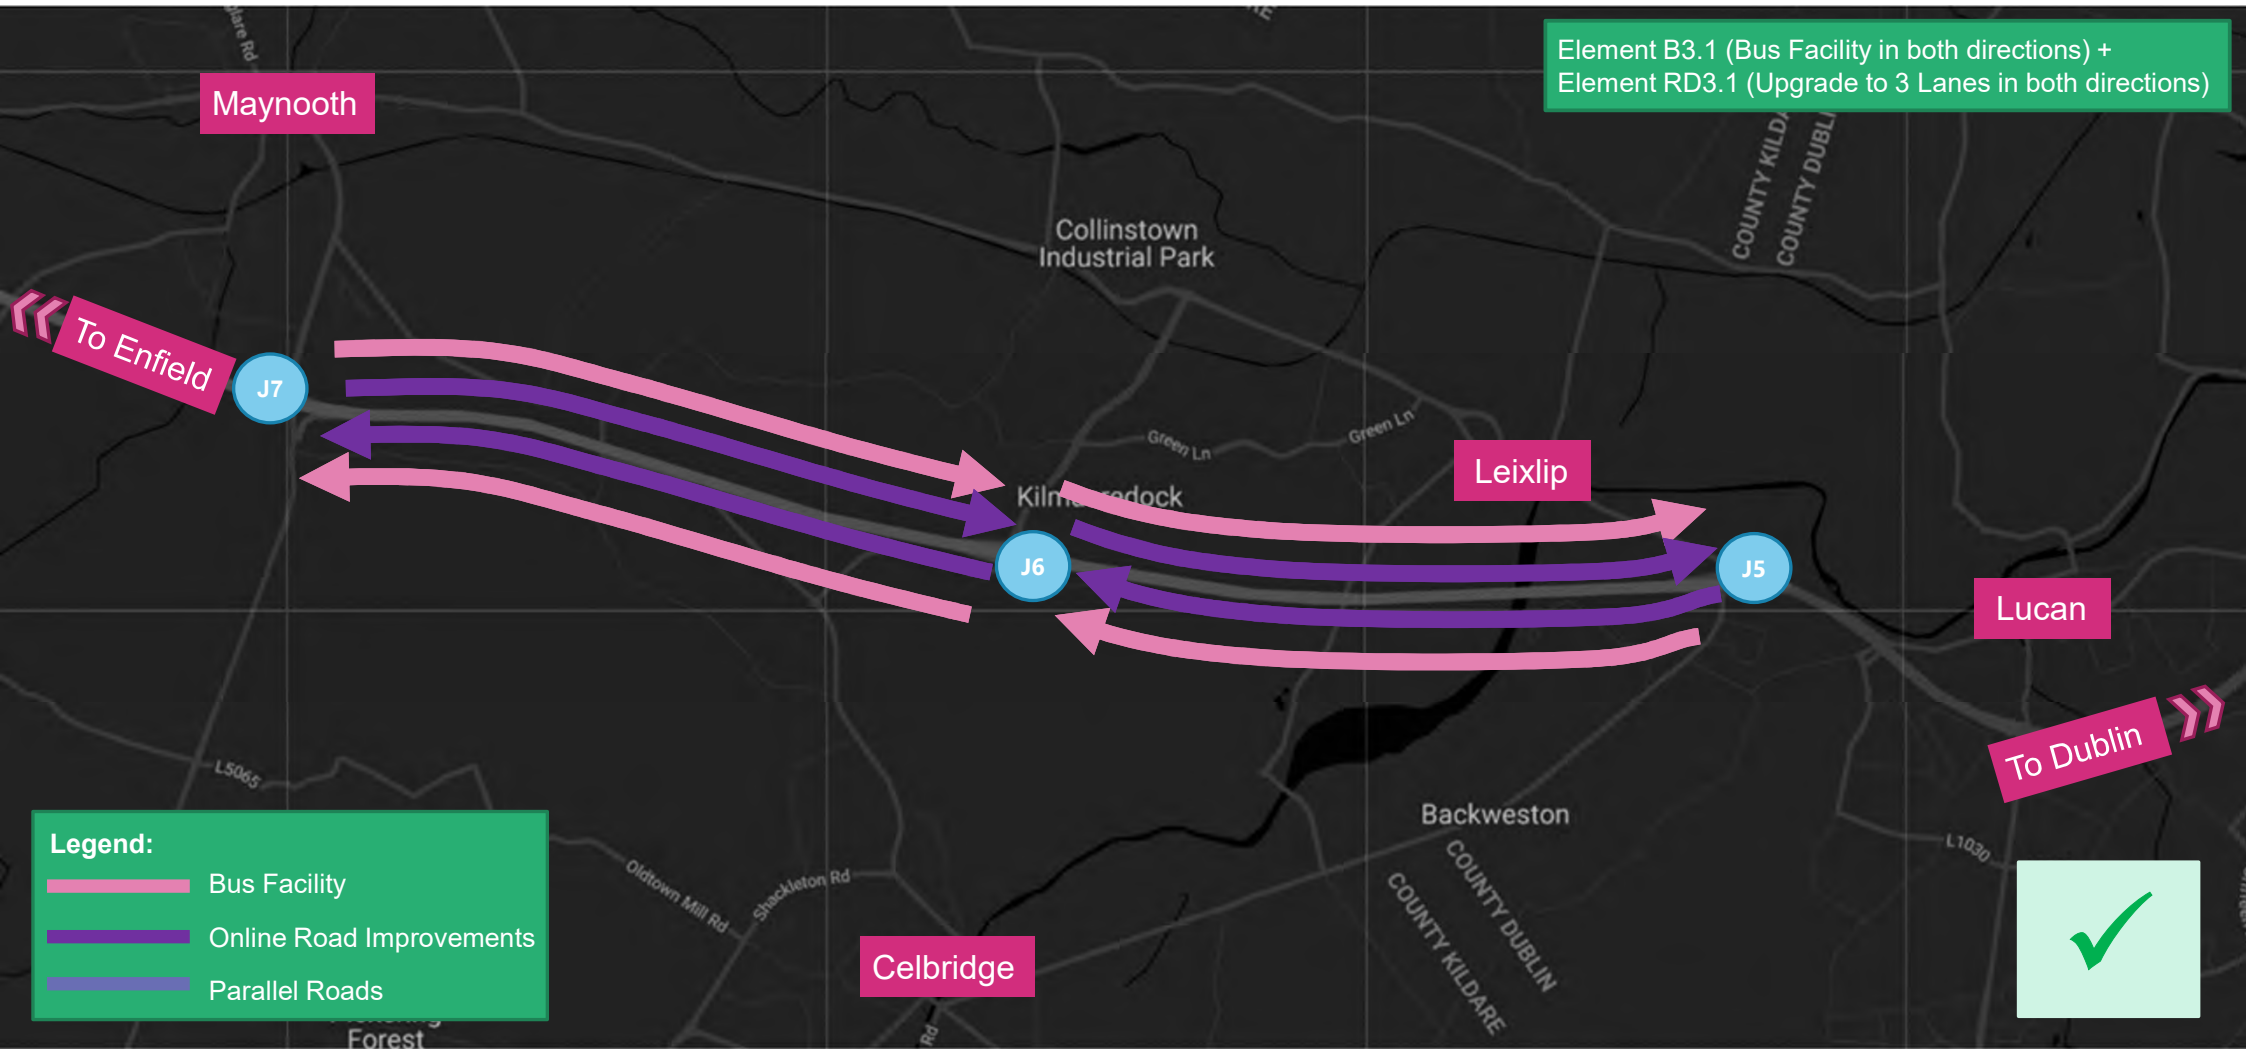 Element B3.1 (Bus Facility in both directions) +
Element RD3.1 (Upgrade to 3 Lanes in both directions)
Maynooth
COUNTY DUBLIN
Collinstown
Industrial Park
To Enfield
J7
Green Ln
Green Ln
Leixlip
J6
J5
Lucan
To Dublin
L5065
Backweston
L1030
COUNTY DUBLIN
COUNTY KILDARE
Oldtown Mill Rd
Shackleton Rd
Celbridge
Rd
Legend:
Bus Facility
Online Road Improvements
Parallel Roads
Forest